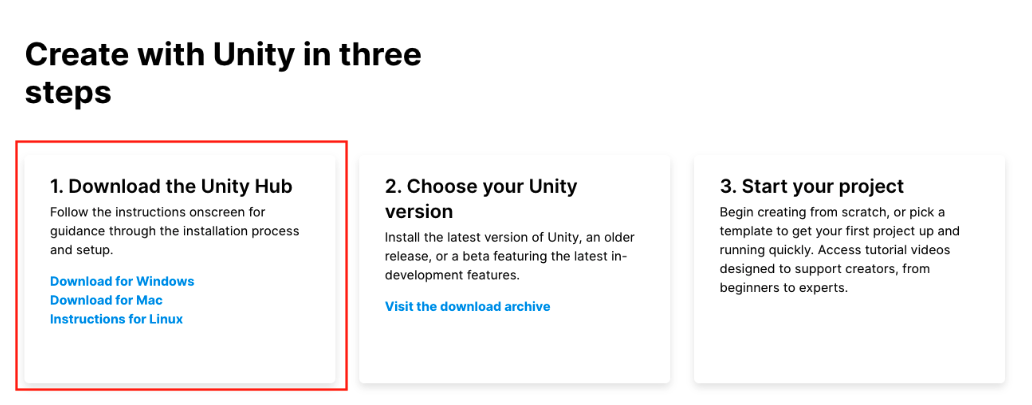 Create with Unity in three
steps
1. Download the Unity Hub
Follow the instructions onscreen for
guidance through the installation process
and setup.
Download for Windows
Download for Mac
Instructions for Linux
2. Choose your Unity
version
Install the latest version of Unity, an older
release, or a beta featuring the latest in-
development features.
Visit the download archive
3. Start your project
Begin creating from scratch, or pick a
template to get your first project up and
running quickly. Access tutorial videos
designed to support creators, from
beginners to experts.